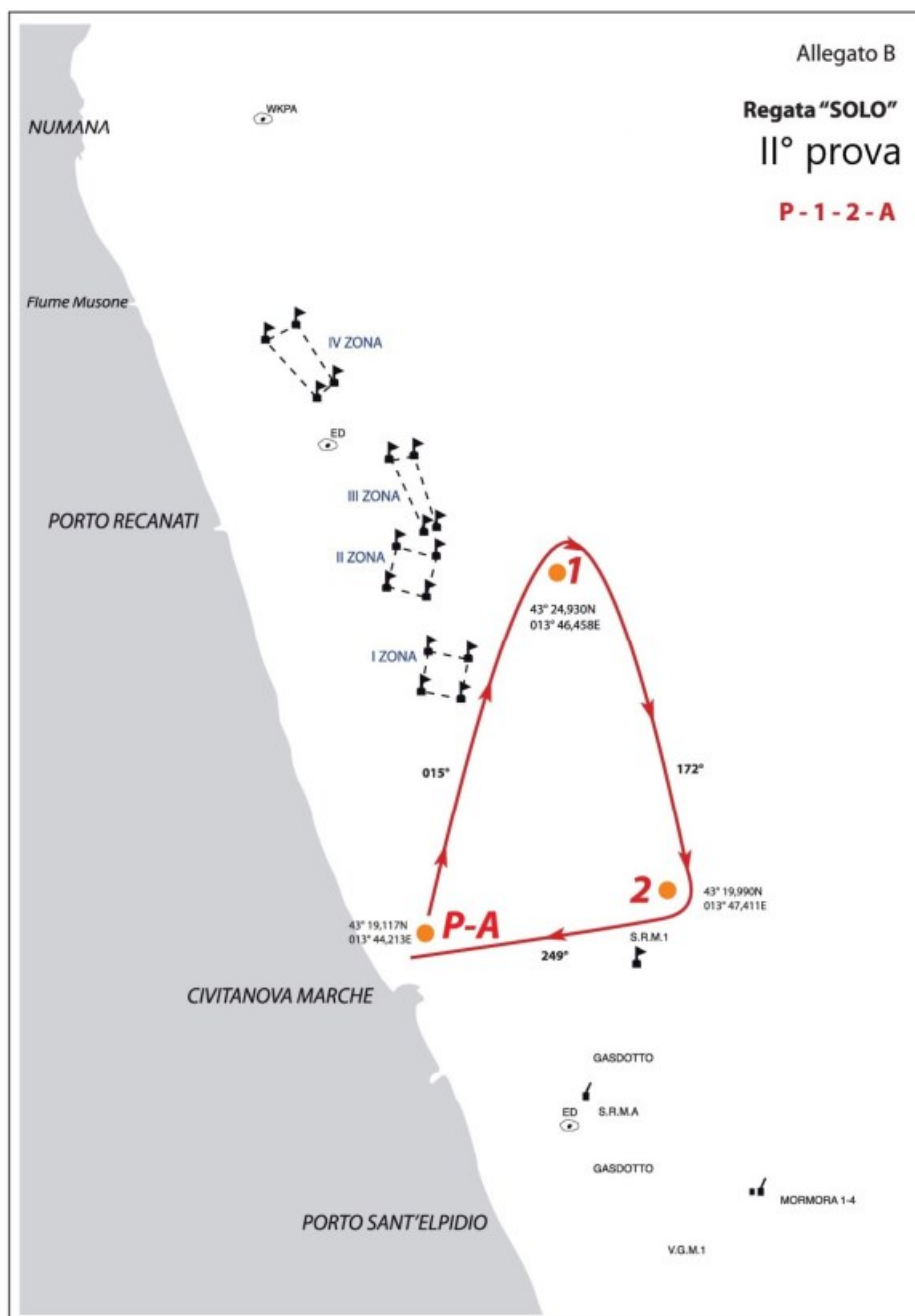 Allegato B
Regata “SOLO”
II° prova
P - 1 - 2 - A
WKPA
NUMANA
Fiume Musone
IV ZONA
ED
III ZONA
PORTO RECANATI
II ZONA
1
43° 24,930N
013° 46,458E
I ZONA
015°
172°
2
43° 19,990N
013° 47,411E
43° 19,117N
013° 44,213E
P-A
S.R.M.1
249°
CIVITANOVA MARCHE
GASDOTTO
ED
S.R.M.A
GASDOTTO
MORMORA 1-4
PORTO SANT’ELPIDIO
V.G.M.1